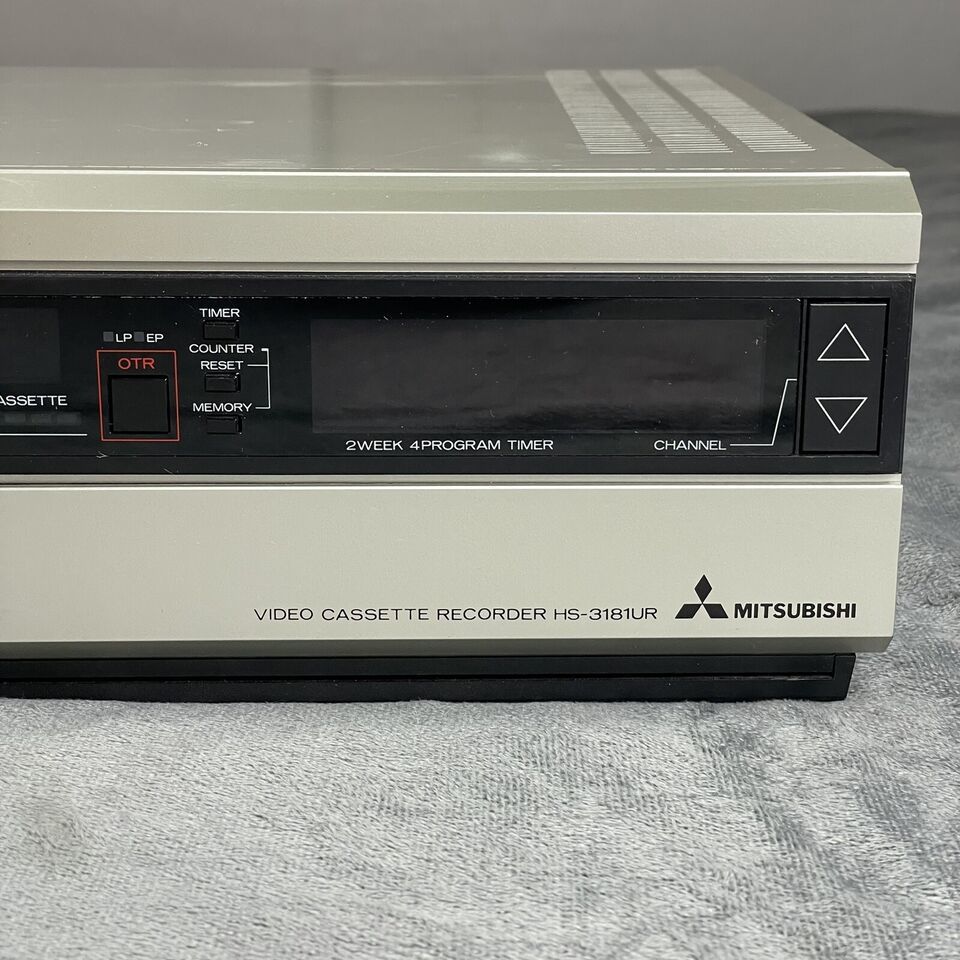 TIMER
LP EP
COUNTER
OTR
RESET
ASSETTE
MEMORY
2WEEK 4PROGRAM TIMER
CHANNEL
VIDEO CASSETTE RECORDER HS-3181UR
MITSUBISHI